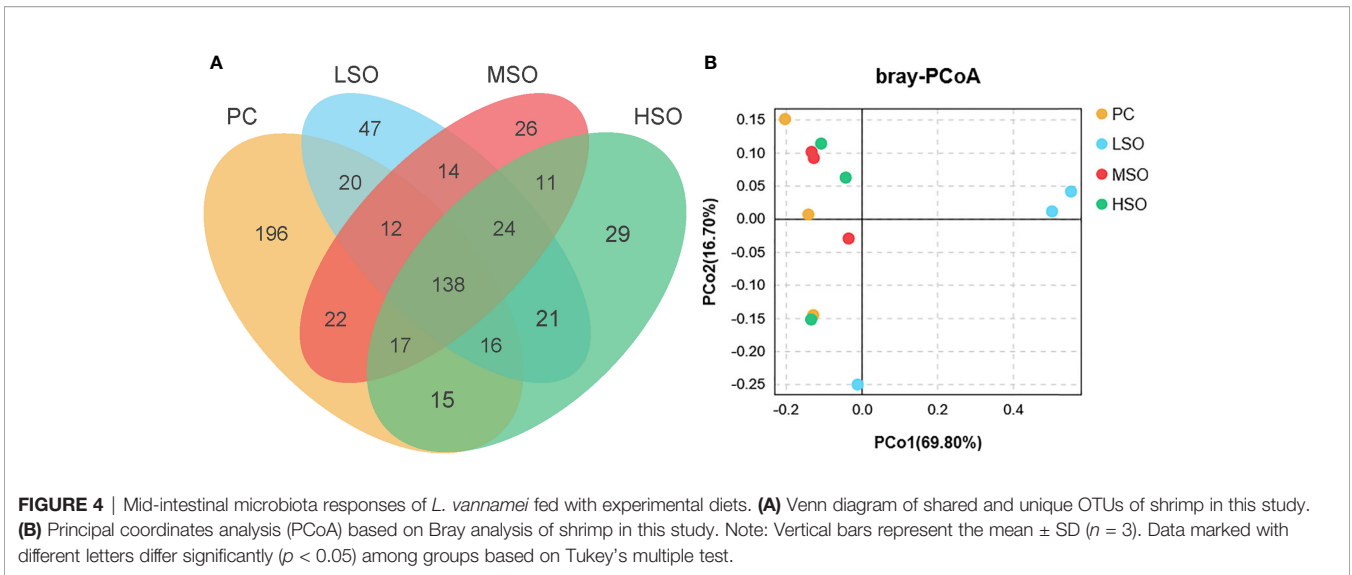 A
LSO
MSO
PC
HSO
47
26
20
14
11
196
12
24
29
138
22
21
17
16
15
B
bray-PCoA
PCo2(16.70%)
0.15
0.10
0.05
0.00
-0.05
-0.10
-0.15
-0.20
-0.25
-0.2
0.0
0.2
0.4
PCo1(69.80%)
PC
LSO
MSO
HSO
FIGURE 4 | Mid-intestinal microbiota responses of L. vannamei fed with experimental diets. (A) Venn diagram of shared and unique OTUs of shrimp in this study.
(B) Principal coordinates analysis (PCoA) based on Bray analysis of shrimp in this study. Note: Vertical bars represent the mean ± SD (n = 3). Data marked with
different letters differ significantly (p < 0.05) among groups based on Tukey's multiple test.